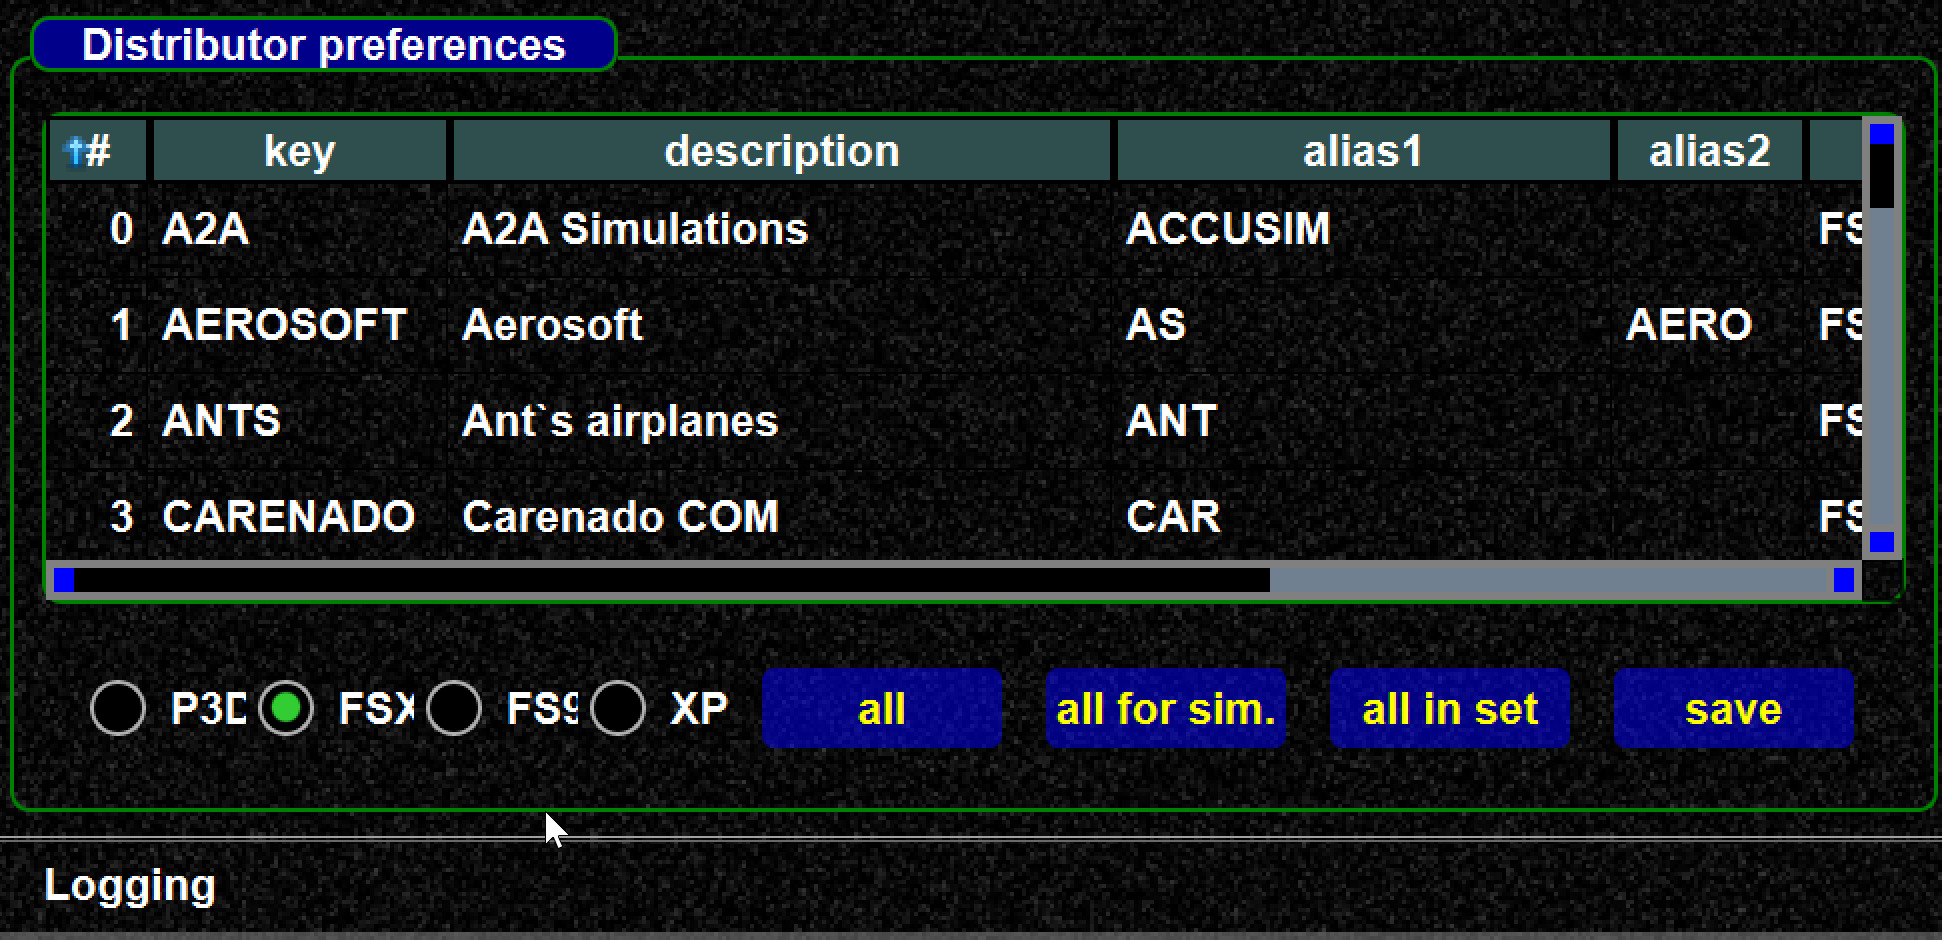 Distributor preferences
# key description alias1 alias2
0 A2A A2A Simulations ACCUSIM FS
1 AEROSOFT Aerosoft AS AERO FS
2 ANTS Ant`s airplanes ANT FS
3 CARENADO Carenado COM CAR FS
P3D FSX FS9 XP all all for sim. all in set save
Logging